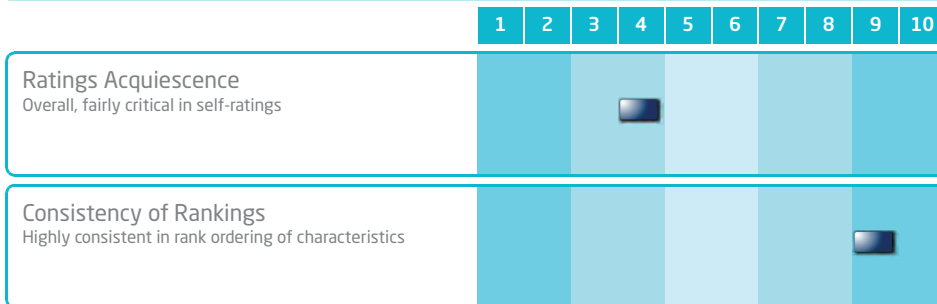 1 2 3 4 5 6 7 8 9 10
Ratings Acquiescence
Overall, fairly critical in self-ratings
Consistency of Rankings
Highly consistent in rank ordering of characteristics